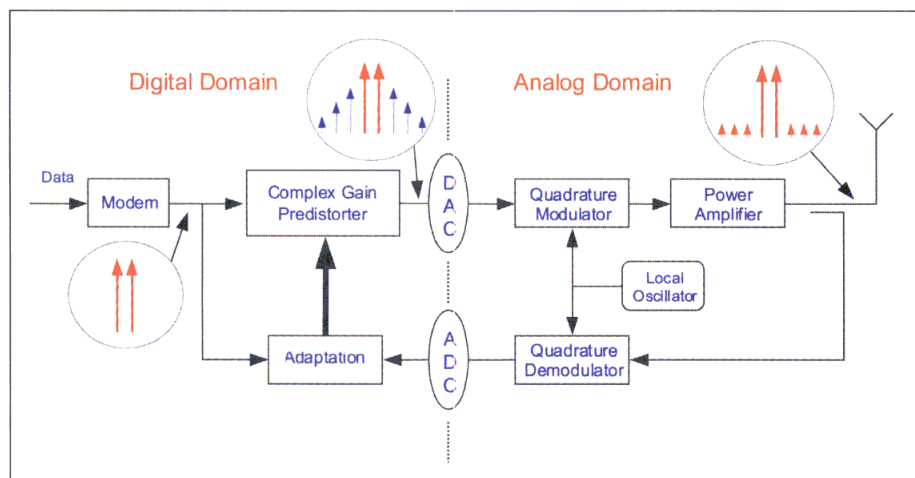 Digital Domain
Analog Domain
Data
Modem
Complex Gain
Predistorter
D
A
C
Quadrature
Modulator
Power
Amplifier
Local
Oscillator
Adaptation
A
D
C
Quadrature
Demodulator